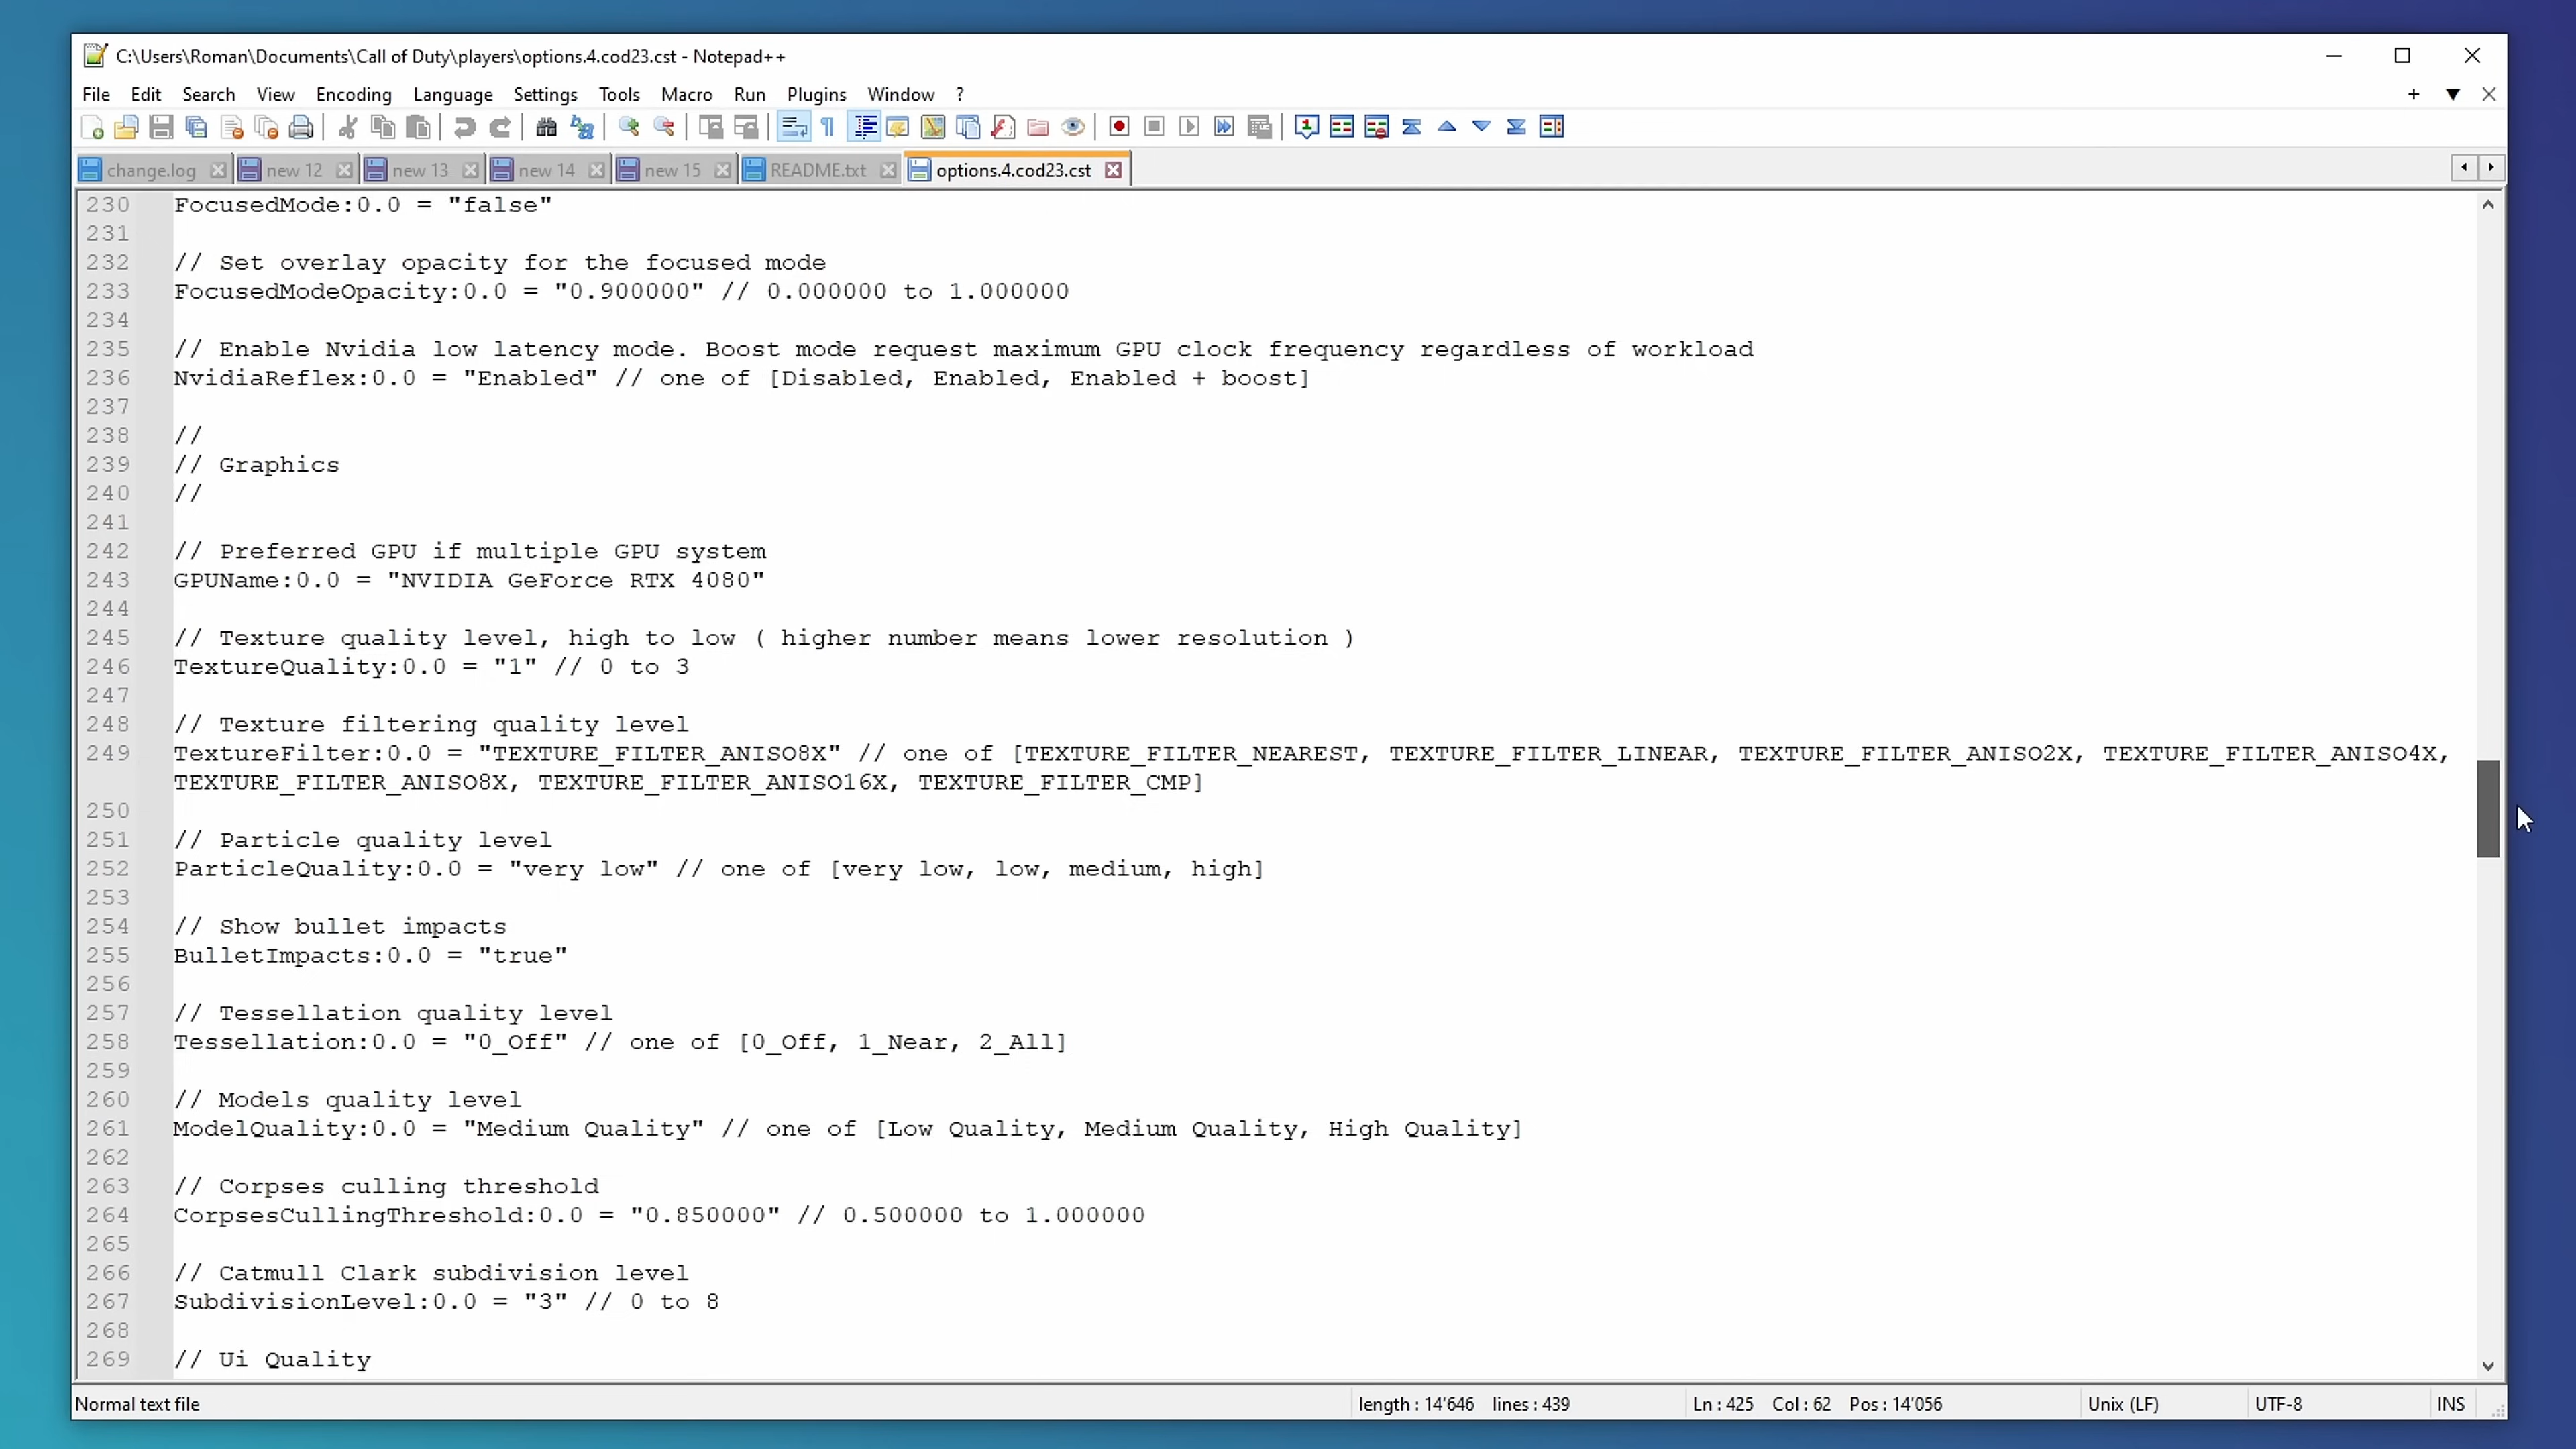 C:\Users\Roman\Documents\Call of Duty\players\options.4.cod23.cst - Notepad++
File Edit Search View Encoding Language Settings Tools Macro Run Plugins Window ?
change.log new 12 new 13 new 14 new 15 README.txt options.4.cod23.cst
230 FocusedMode:0.0 = "false"
231
232 // Set overlay opacity for the focused mode
233 FocusedModeOpacity:0.0 = "0.900000" // 0.000000 to 1.000000
234
235 // Enable Nvidia low latency mode. Boost mode request maximum GPU clock frequency regardless of workload
236 NvidiaReflex:0.0 = "Enabled" // one of [Disabled, Enabled, Enabled + boost]
237
238 //
239 // Graphics
240 //
241
242 // Preferred GPU if multiple GPU system
243 GPUName:0.0 = "NVIDIA GeForce RTX 4080"
244
245 // Texture quality level, high to low ( higher number means lower resolution )
246 TextureQuality:0.0 = "1" // 0 to 3
247
248 // Texture filtering quality level
249 TextureFilter:0.0 = "TEXTURE_FILTER_ANISO8X" // one of [TEXTURE_FILTER_NEAREST, TEXTURE_FILTER_LINEAR, TEXTURE_FILTER_ANISO2X, TEXTURE_FILTER_ANISO4X,
TEXTURE_FILTER_ANISO8X, TEXTURE_FILTER_ANISO16X, TEXTURE_FILTER_CMP]
250
251 // Particle quality level
252 ParticleQuality:0.0 = "very low" // one of [very low, low, medium, high]
253
254 // Show bullet impacts
255 BulletImpacts:0.0 = "true"
256
257 // Tessellation quality level
258 Tessellation:0.0 = "0_Off" // one of [0_Off, 1_Near, 2_All]
259
260 // Models quality level
261 ModelQuality:0.0 = "Medium Quality" // one of [Low Quality, Medium Quality, High Quality]
262
263 // Corpses culling threshold
264 CorpsesCullingThreshold:0.0 = "0.850000" // 0.500000 to 1.000000
265
266 // Catmull Clark subdivision level
267 SubdivisionLevel:0.0 = "3" // 0 to 8
268
269 // Ui Quality
Normal text file length : 14'646 lines : 439 Ln : 425 Col : 62 Pos : 14'056 Unix (LF) UTF-8 INS